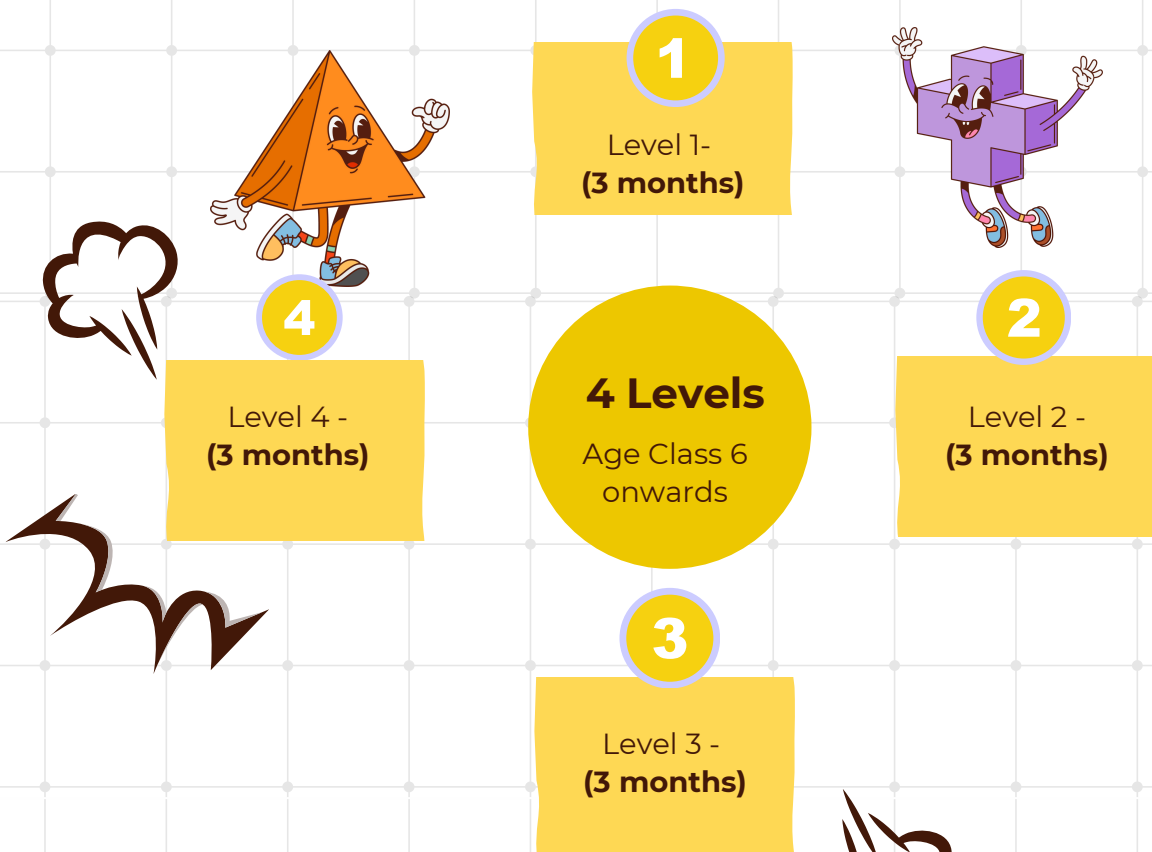 1
Level 1-
(3 months)
4
Level 4 -
(3 months)
4 Levels
Age Class 6
onwards
2
Level 2 -
(3 months)
3
Level 3 -
(3 months)